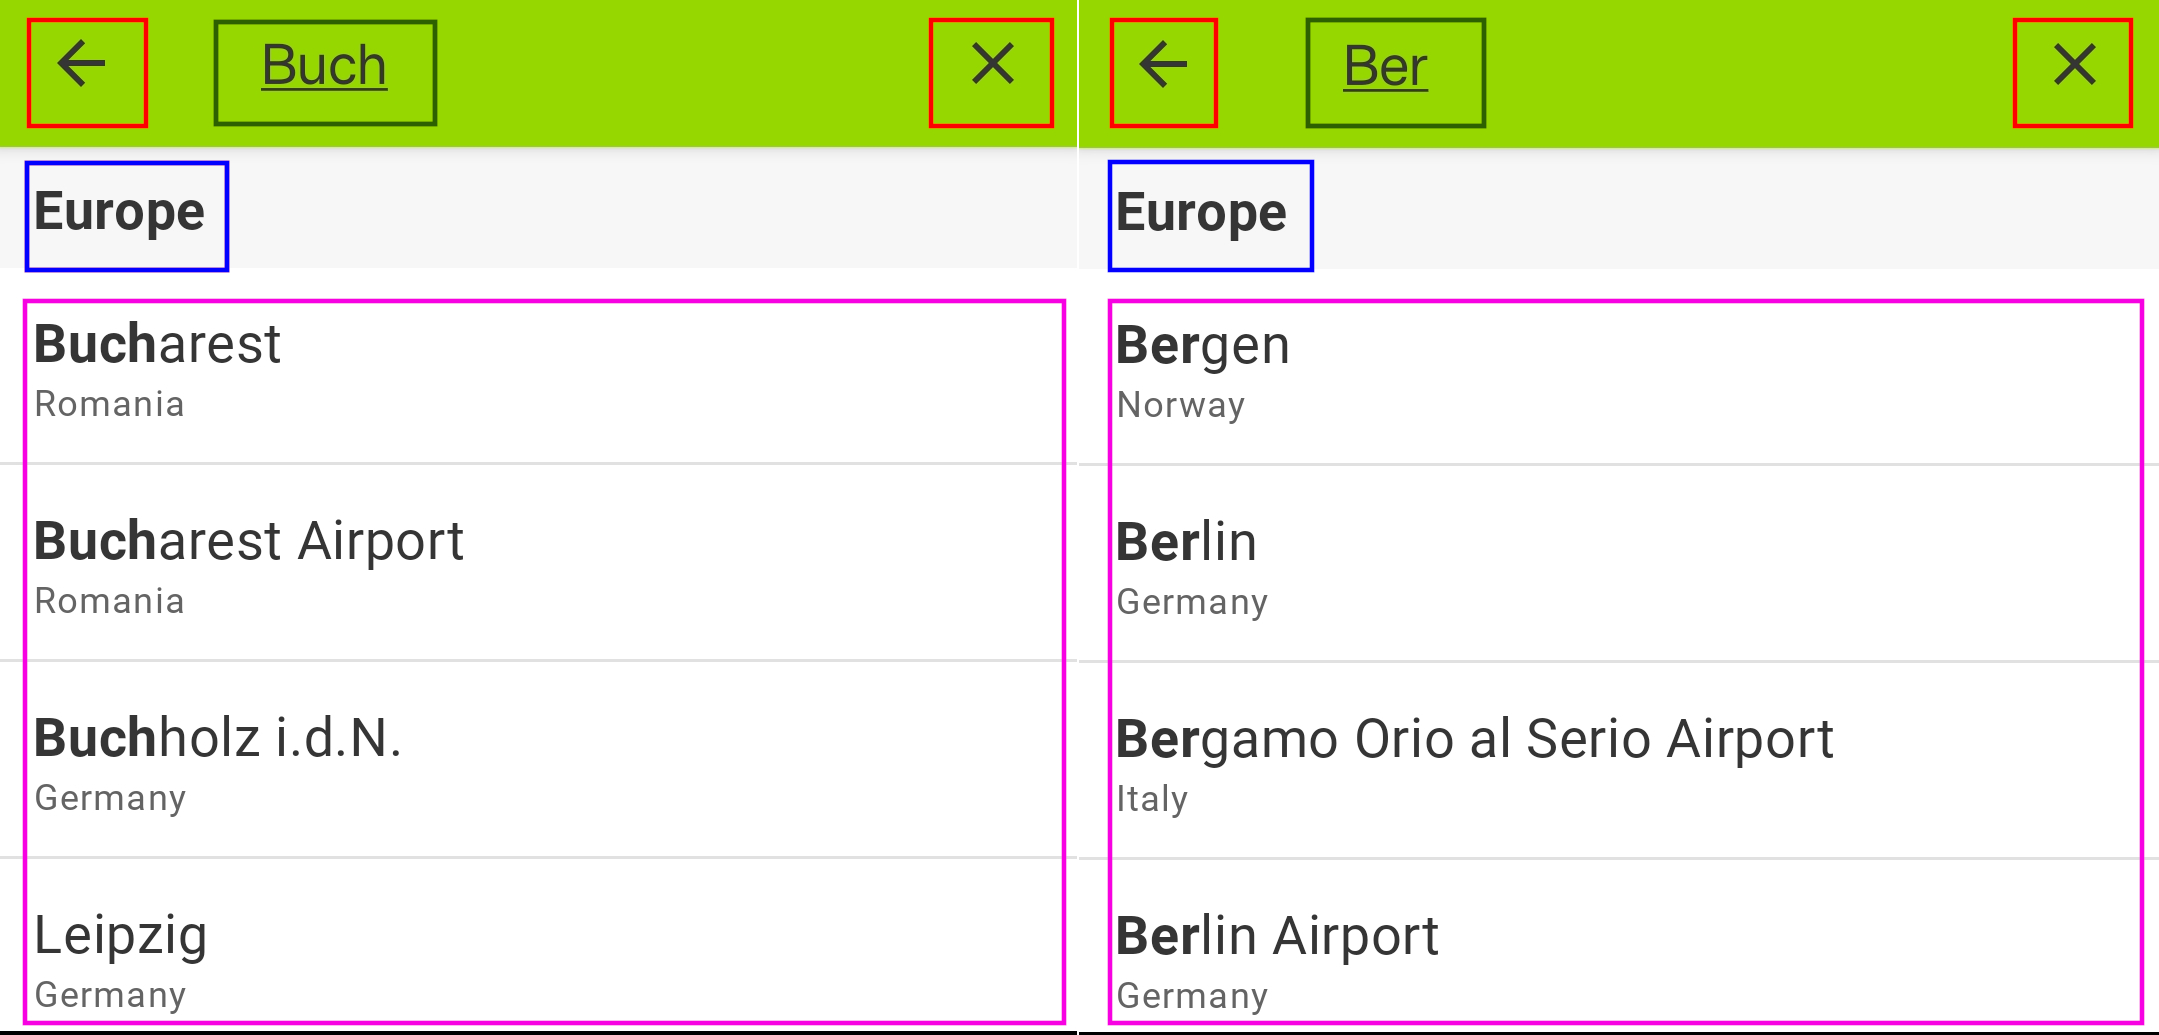 Buch
Europe
Bucharest
Romania
Bucharest Airport
Romania
Buchholz i.d.N.
Germany
Leipzig
Germany
Ber
Europe
Bergen
Norway
Berlin
Germany
Bergamo Orio al Serio Airport
Italy
Berlin Airport
Germany